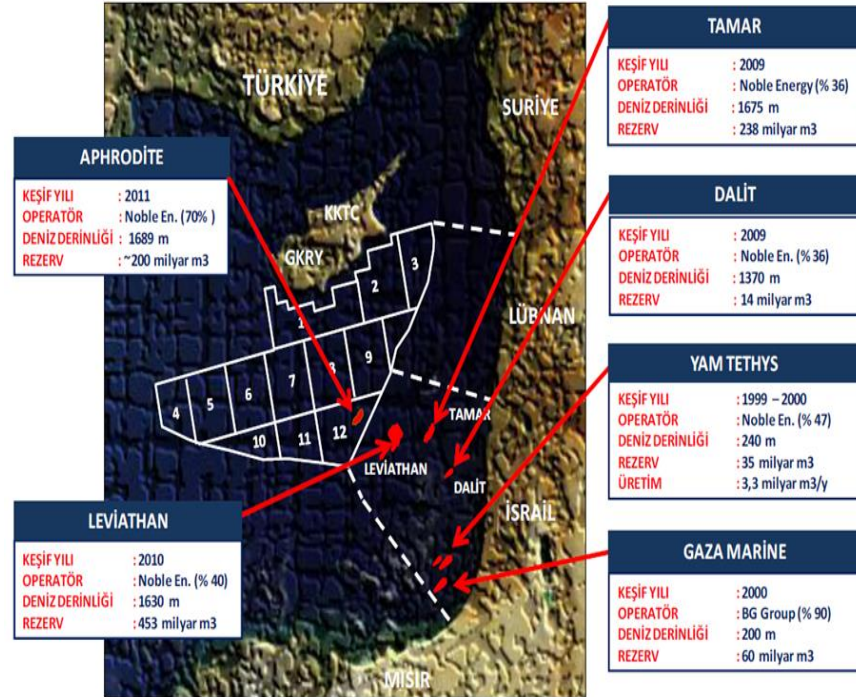 TAMAR
KEŞİF YILI : 2009
OPERATÖR : Noble Energy (% 36)
DENİZ DERİNLİĞİ : 1675 m
REZERV : 238 milyar m3
DALİT
KEŞİF YILI : 2009
OPERATÖR : Noble En. (% 36)
DENİZ DERİNLİĞİ : 1370 m
REZERV : 14 milyar m3
YAM TETHYS
KEŞİF YILI : 1999 – 2000
OPERATÖR : Noble En. (% 47)
DENİZ DERİNLİĞİ : 240 m
REZERV : 35 milyar m3
ÜRETİM : 3,3 milyar m3/y
GAZA MARİNE
KEŞİF YILI : 2000
OPERATÖR : BG Group (% 90)
DENİZ DERİNLİĞİ : 200 m
REZERV : 60 milyar m3
APHRODİTE
KEŞİF YILI : 2011
OPERATÖR : Noble En. (70% )
DENİZ DERİNLİĞİ : 1689 m
REZERV : ~200 milyar m3
LEVİATHAN
KEŞİF YILI : 2010
OPERATÖR : Noble En. (% 40)
DENİZ DERİNLİĞİ : 1630 m
REZERV : 453 milyar m3
TÜRKİYE
SURİYE
KKTC
GKRY
3
2
1
LÜBNAN
9
8
7
6
5
4
TAMAR
12
11
10
LEVİATHAN
DALİT
İSRAİL
MISIR